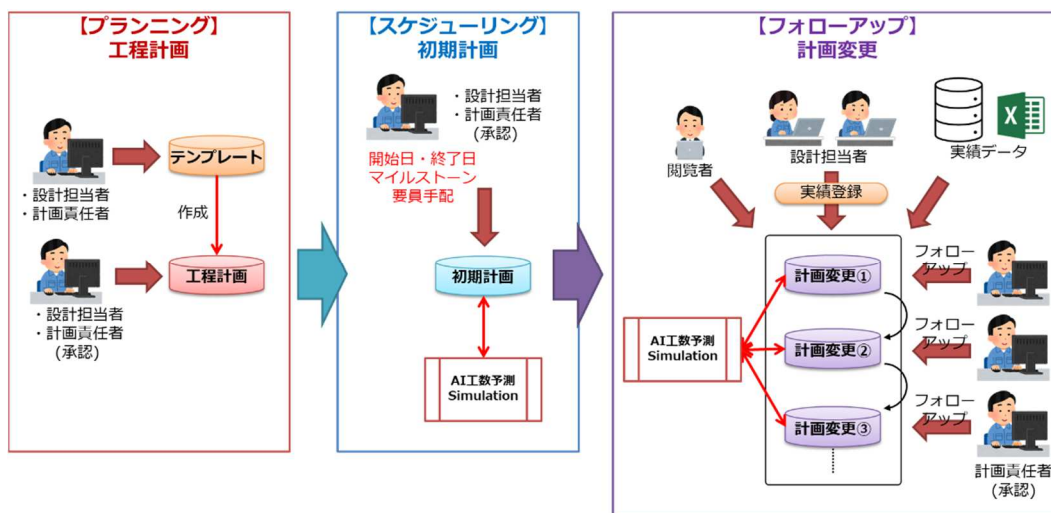 【プランニング】
工程計画
・設計担当者
・計画責任者
テンプレート
作成
・設計担当者
・計画責任者
(承認)
工程計画
【スケジューリング】
初期計画
・設計担当者
・計画責任者
(承認)
開始日・終了日
マイルストーン
要員手配
初期計画
AI工数予測
Simulation
【フォローアップ】
計画変更
閲覧者
設計担当者
実績データ
X
実績登録
計画変更①
フォロー
アップ
AI工数予測
Simulation
計画変更②
フォロー
アップ
計画変更③
フォロー
アップ
計画責任者
(承認)